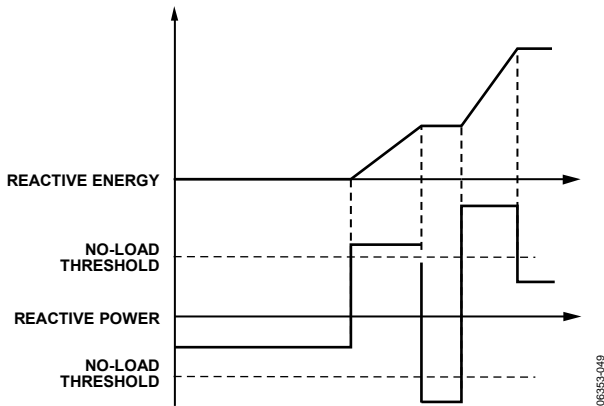 REACTIVE ENERGY
NO-LOAD
THRESHOLD
REACTIVE POWER
NO-LOAD
THRESHOLD
06353-049